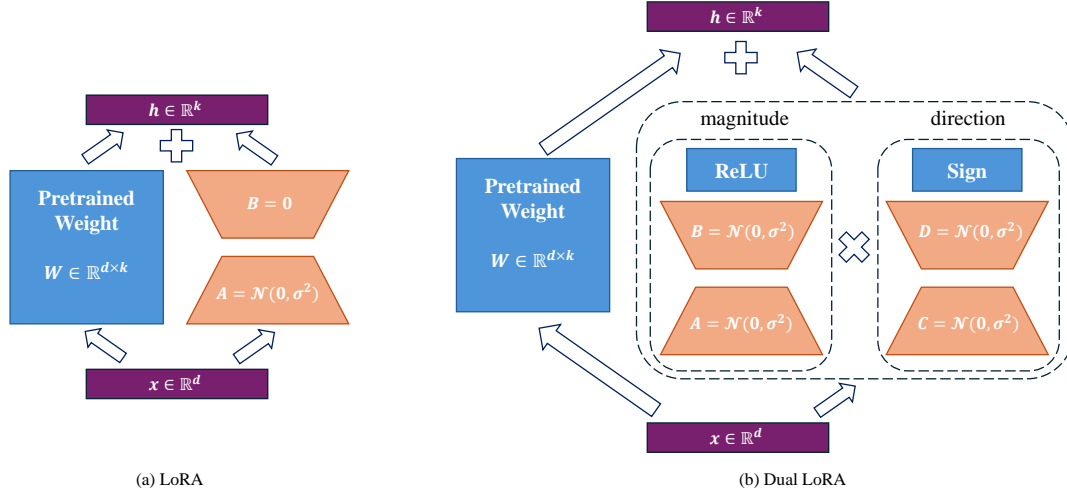 h ∈ ℝ^k
Pretrained
Weight
W ∈ ℝ^{d×k}
B = 0
A = 𝒩(0, σ²)
x ∈ ℝ^d
(a) LoRA
h ∈ ℝ^k
Pretrained
Weight
W ∈ ℝ^{d×k}
magnitude
ReLU
B = 𝒩(0, σ²)
A = 𝒩(0, σ²)
direction
Sign
D = 𝒩(0, σ²)
C = 𝒩(0, σ²)
x ∈ ℝ^d
(b) Dual LoRA